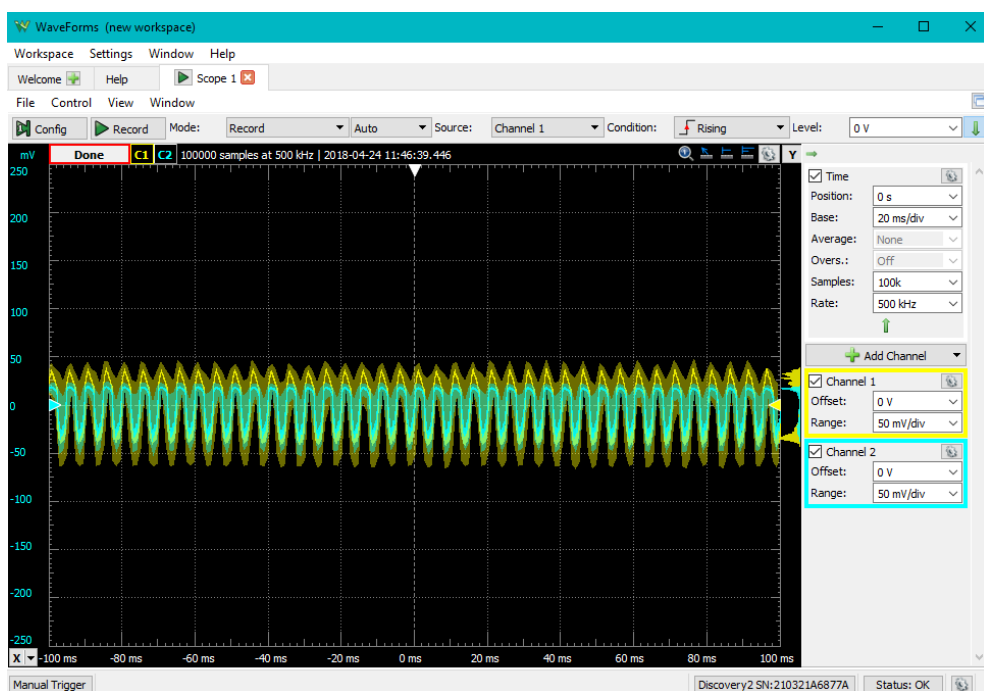 WaveForms (new workspace)
Workspace Settings Window Help
Welcome Help Scope 1
File Control View Window
Config Record Mode: Record Auto Source: Channel 1 Condition: Rising Level: 0 V
mV Done C1 C2 100000 samples at 500 kHz | 2018-04-24 11:46:39.446 Y
250
200
150
100
50
0
-50
-100
-150
-200
-250
X -100 ms -80 ms -60 ms -40 ms -20 ms 0 ms 20 ms 40 ms 60 ms 80 ms 100 ms
Time
Position: 0 s
Base: 20 ms/div
Average: None
Overs.: Off
Samples: 100k
Rate: 500 kHz
Add Channel
Channel 1
Offset: 0 V
Range: 50 mV/div
Channel 2
Offset: 0 V
Range: 50 mV/div
Manual Trigger Discovery2 SN:210321A6877A Status: OK